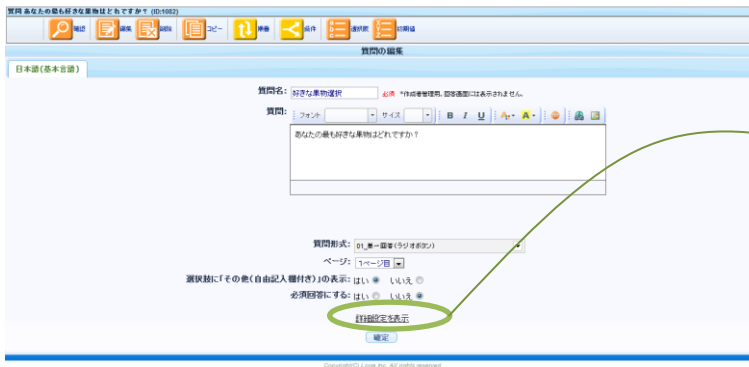 質問 あなたの最も好きな果物はどれですか? (ID:1082)
確認 編集 削除 コピー 順番 条件 選択肢 初期値
質問の編集
日本語(基本言語)
質問名: 好きな果物選択 必須 *作成者管理用。回答画面には表示されません。
質問: フォント サイズ B I U A A
あなたの最も好きな果物はどれですか?
質問形式: 01_単一回答(ラジオボタン)
ページ: 1ページ目
選択肢に「その他(自由記入欄付き)」の表示: はい いいえ
必須回答にする: はい いいえ
詳細設定を表示
確定
All rights reserved